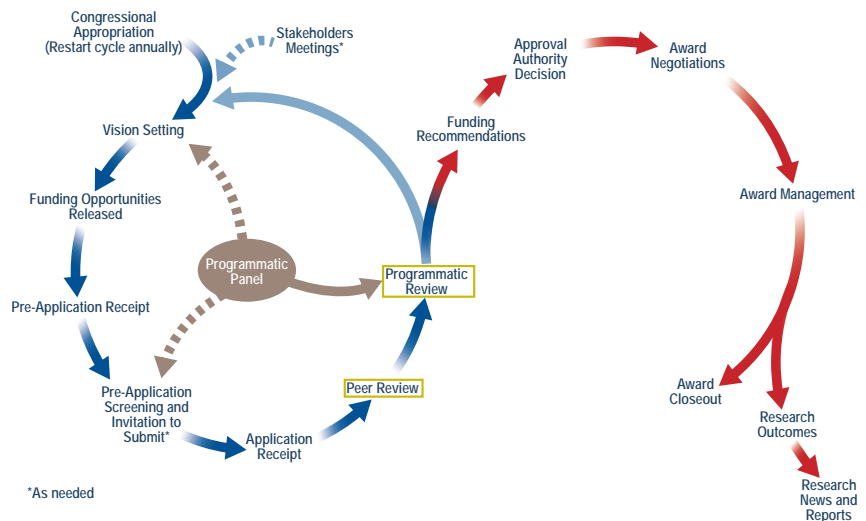 Congressional
Appropriation
(Restart cycle annually)
Stakeholders
Meetings*
Vision Setting
Funding Opportunities
Released
Pre-Application Receipt
Pre-Application
Screening and
Invitation to
Submit*
Application
Receipt
Peer Review
Programmatic
Panel
Programmatic
Review
Funding
Recommendations
Approval
Authority
Decision
Award
Negotiations
Award Management
Award
Closeout
Research
Outcomes
Research
News and
Reports
*As needed